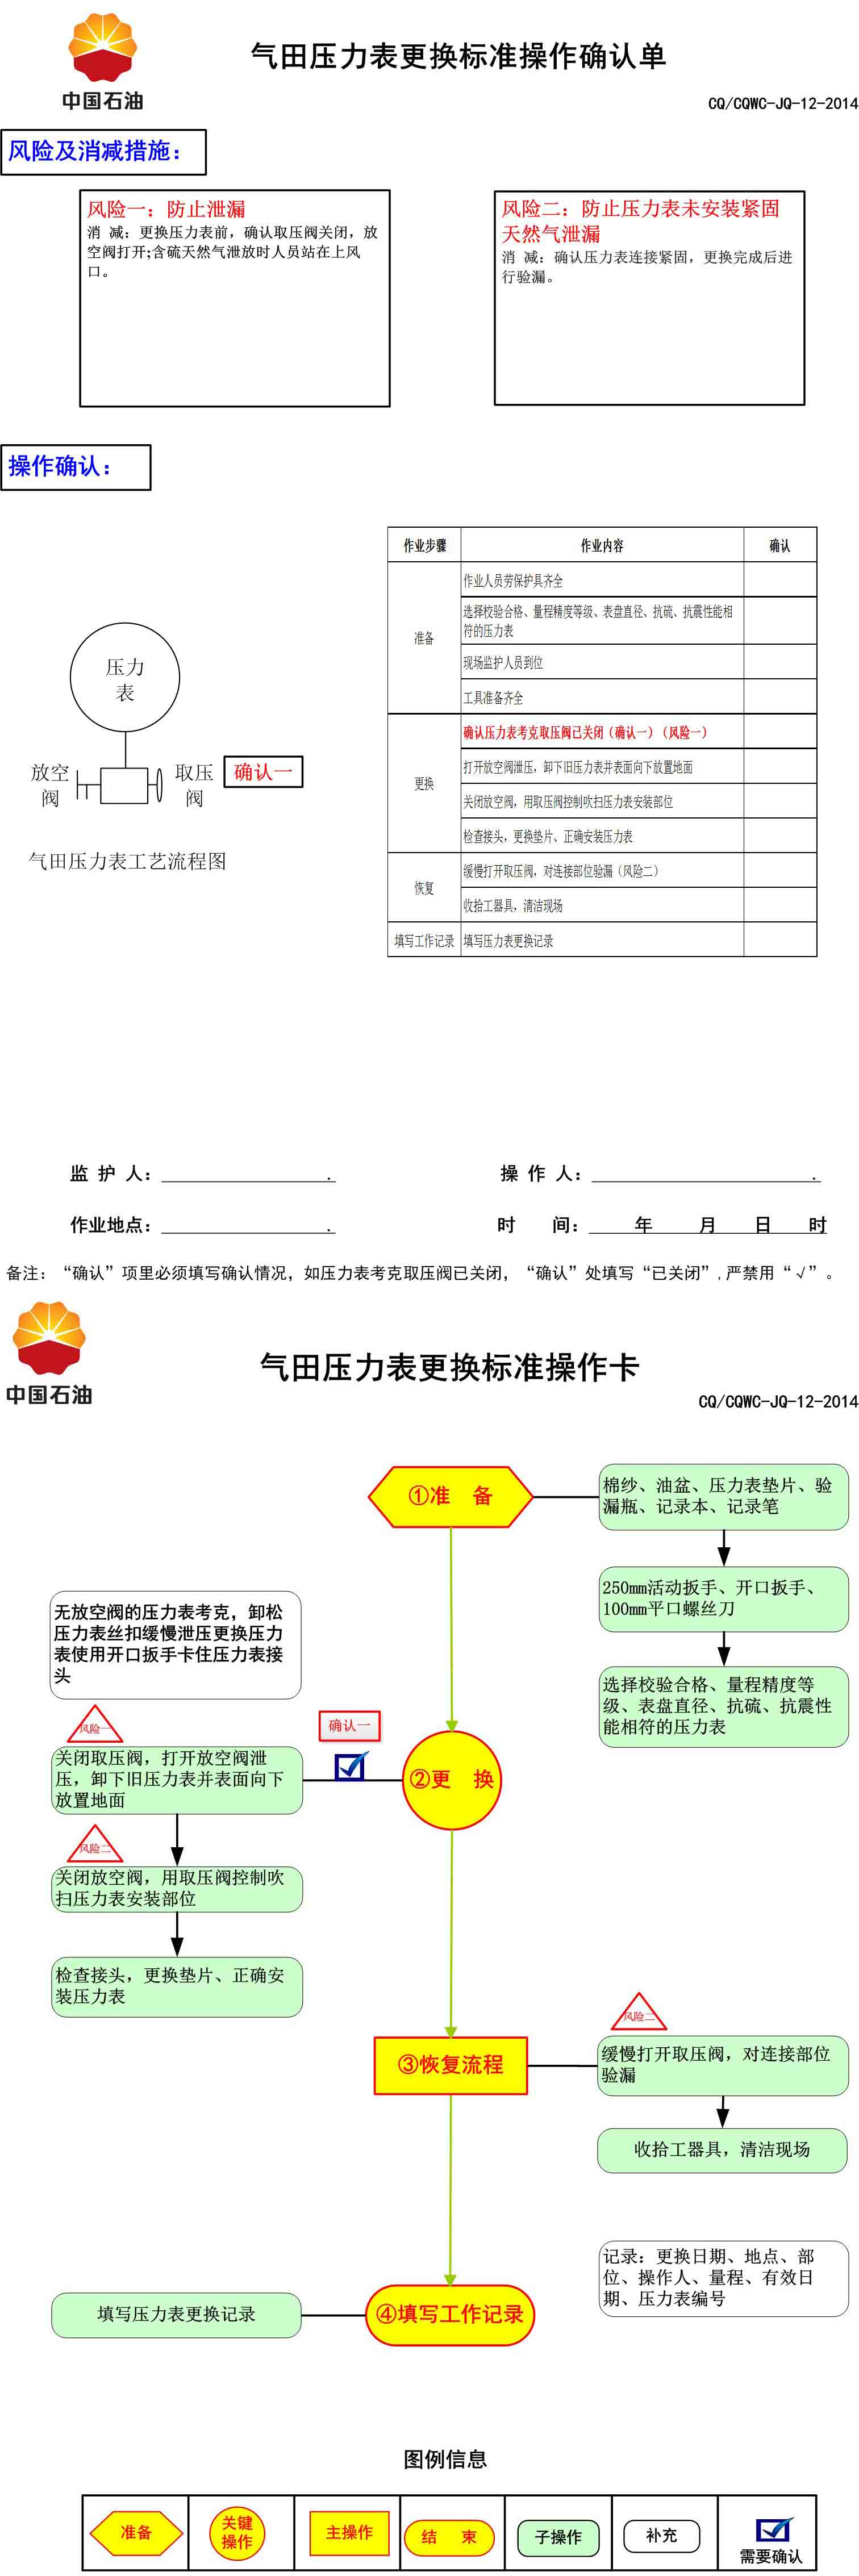 中国石油
气田压力表更换标准操作确认单
CQ/CQWC-JQ-12-2014
风险及消减措施：
风险一：防止泄漏
消 减：更换压力表前，确认取压阀关闭，放
空阀打开;含硫天然气泄放时人员站在上风
口。
风险二：防止压力表未安装紧固
天然气泄漏
消 减：确认压力表连接紧固，更换完成后进
行验漏。
操作确认：
压力
表
放空
阀
取压
阀
确认一
气田压力表工艺流程图
作业步骤 作业内容 确认
准备
作业人员劳保护具齐全
选择校验合格、量程精度等级、表盘直径、抗硫、抗震性能相
符的压力表
现场监护人员到位
工具准备齐全
更换
确认压力表考克取压阀已关闭（确认一）（风险一）
打开放空阀泄压，卸下旧压力表并表面向下放置地面
关闭放空阀，用取压阀控制吹扫压力表安装部位
检查接头，更换垫片、正确安装压力表
恢复
缓慢打开取压阀，对连接部位验漏（风险二）
收拾工器具，清洁现场
填写工作记录 填写压力表更换记录
监 护 人： .
操 作 人： .
作业地点： .
时 间： 年 月 日 时
备注：“确认”项里必须填写确认情况，如压力表考克取压阀已关闭，“确认”处填写“已关闭”,严禁用“√”。
中国石油
气田压力表更换标准操作卡
CQ/CQWC-JQ-12-2014
①准 备
棉纱、油盆、压力表垫片、验
漏瓶、记录本、记录笔
250mm活动扳手、开口扳手、
100mm平口螺丝刀
选择校验合格、量程精度等
级、表盘直径、抗硫、抗震性
能相符的压力表
无放空阀的压力表考克，卸松
压力表丝扣缓慢泄压更换压力
表使用开口扳手卡住压力表接
头
风险一
确认一
关闭取压阀，打开放空阀泄
压，卸下旧压力表并表面向下
放置地面
②更 换
风险二
关闭放空阀，用取压阀控制吹
扫压力表安装部位
检查接头，更换垫片、正确安
装压力表
风险二
③恢复流程
缓慢打开取压阀，对连接部位
验漏
收拾工器具，清洁现场
记录：更换日期、地点、部
位、操作人、量程、有效日
期、压力表编号
填写压力表更换记录
④填写工作记录
图例信息
准备
关键
操作
主操作
结 束
子操作
补充
需要确认